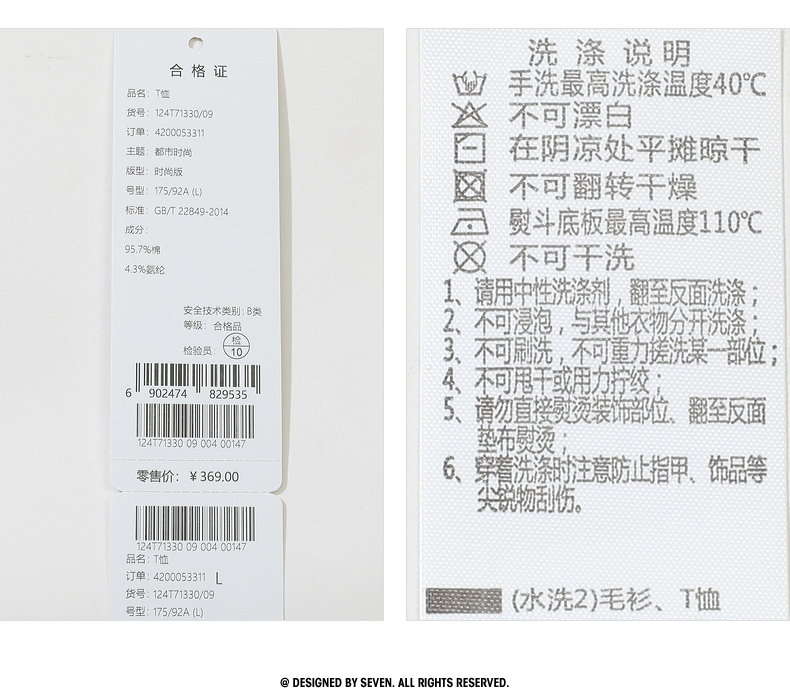 合格证
品名: T恤
货号: 124T71330/09
订单: 4200053311
主题: 都市时尚
版型: 时尚版
号型: 175/92A (L)
标准: GB/T 22849-2014
成分:
95.7%棉
4.3%氨纶
安全技术类别: B类
等级: 合格品
检验员: 检 10
6 902474 829535
124T71330 09 004 00147
零售价: ¥369.00
124T71330 09 004 00147
品名: T恤
订单: 4200053311 L
货号: 124T71330/09
号型: 175/92A (L)
洗涤说明
手洗最高洗涤温度40℃
不可漂白
在阴凉处平摊晾干
不可翻转干燥
熨斗底板最高温度110℃
不可干洗
1、请用中性洗涤剂，翻至反面洗涤；
2、不可浸泡，与其他衣物分开洗涤；
3、不可刷洗，不可重力搓洗某一部位；
4、不可甩干或用力拧绞；
5、请勿直接熨烫装饰部位、翻至反面
垫布熨烫；
6、穿着洗涤时注意防止指甲、饰品等
尖锐物刮伤。
(水洗2)毛衫、T恤
@ DESIGNED BY SEVEN. ALL RIGHTS RESERVED.